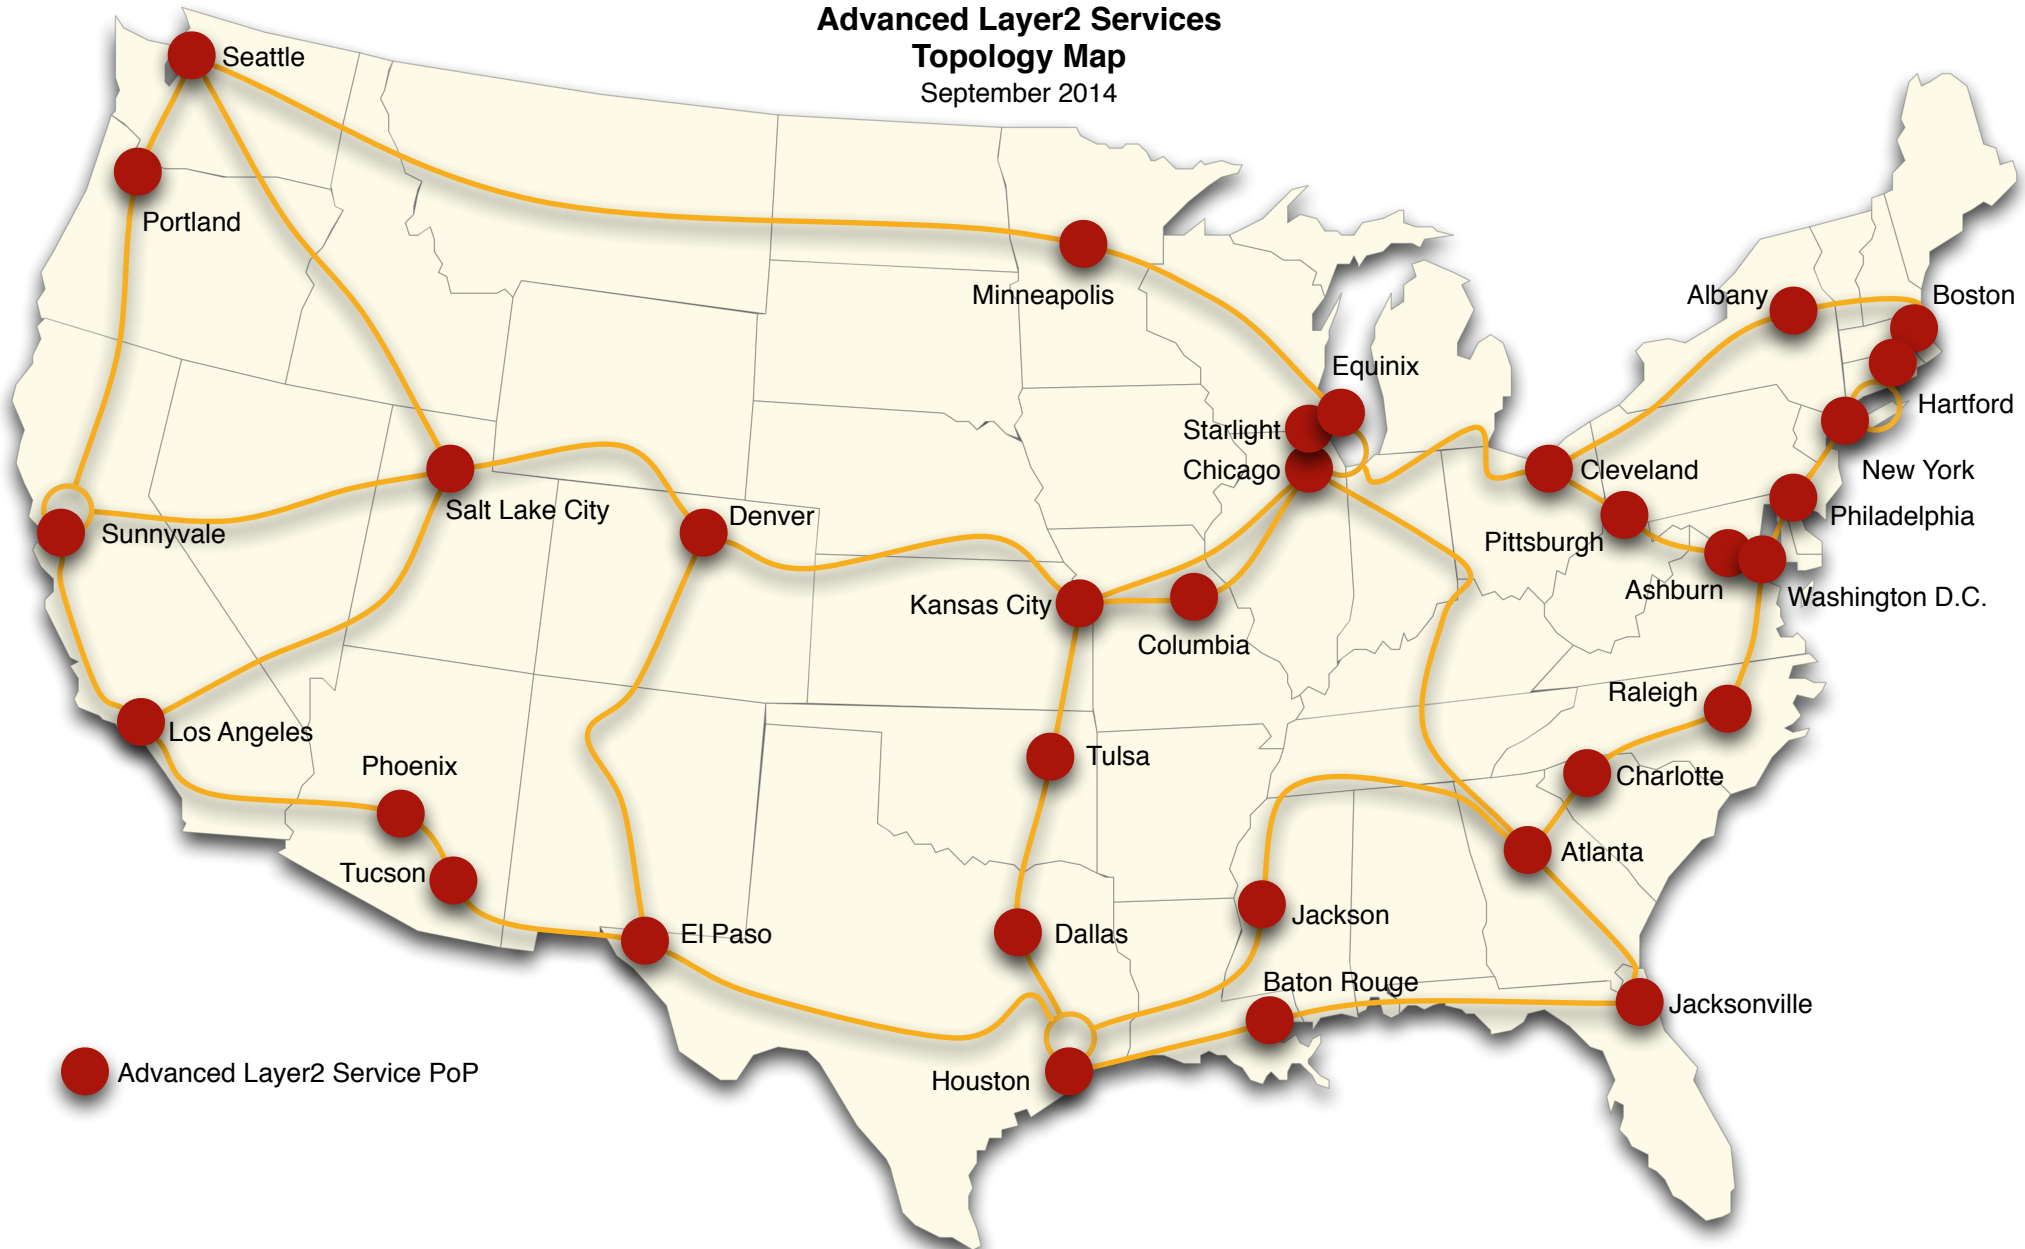 Advanced Layer2 Services
Topology Map
September 2014
Seattle
Portland
Minneapolis
Albany
Boston
Equinix
Hartford
Starlight
Chicago
Cleveland
New York
Salt Lake City
Denver
Philadelphia
Sunnyvale
Pittsburgh
Ashburn
Washington D.C.
Kansas City
Columbia
Raleigh
Los Angeles
Tulsa
Phoenix
Charlotte
Atlanta
Tucson
Jackson
El Paso
Dallas
Baton Rouge
Jacksonville
Houston
Advanced Layer2 Service PoP